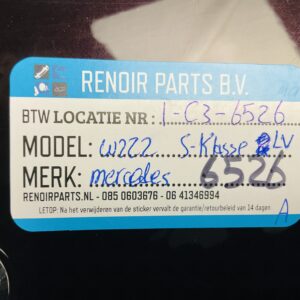 RENOIR PARTS B.V.
BTW LOCATIE NR : 1-C3-6526
MODEL: W222 S-Klasse LV
MERK: mercedes 6526
RENOIRPARTS.NL - 085 0603676 - 06 41346994
LETOP: Na het verwijderen van de sticker vervalt de garantie/retourbeleid van 14 dagen
A